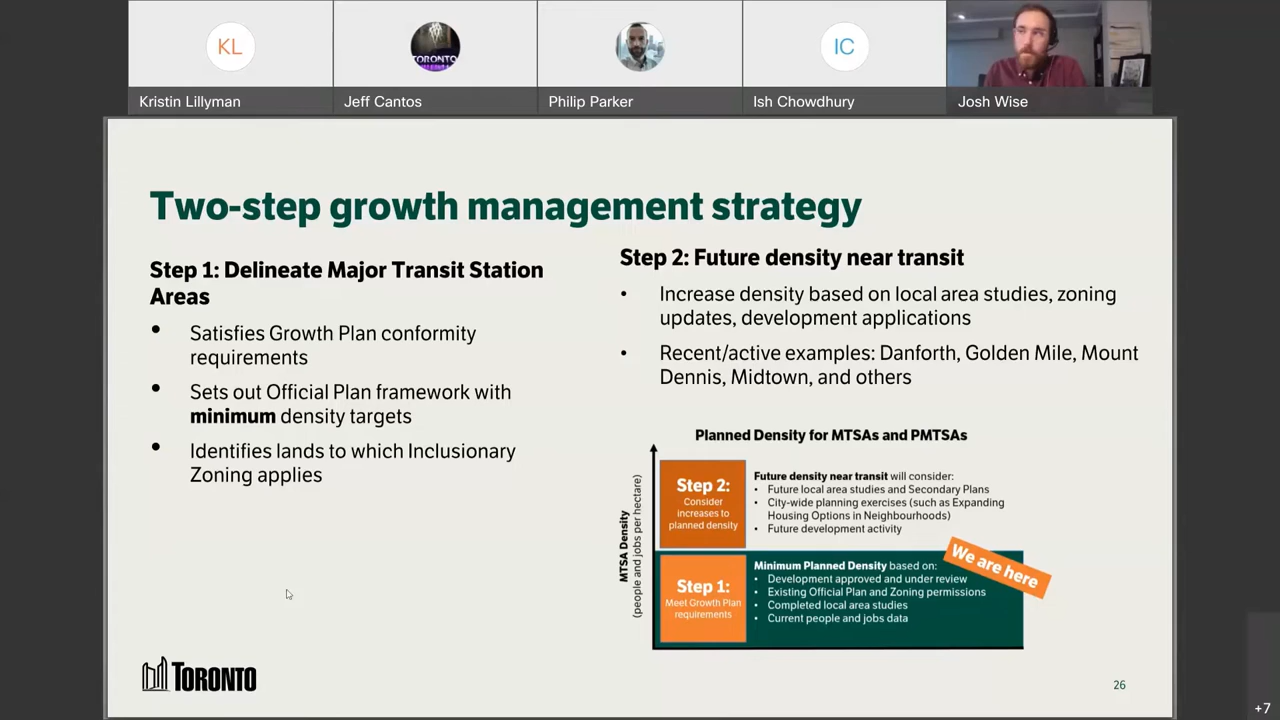 KL
IC
TORONTO
Kristin Lillyman
Jeff Cantos
Philip Parker
Ish Chowdhury
Josh Wise
Two-step growth management strategy
Step 1: Delineate Major Transit Station
Areas
• Satisfies Growth Plan conformity
requirements
• Sets out Official Plan framework with
minimum density targets
• Identifies lands to which Inclusionary
Zoning applies
Step 2: Future density near transit
• Increase density based on local area studies, zoning
updates, development applications
• Recent/active examples: Danforth, Golden Mile, Mount
Dennis, Midtown, and others
Planned Density for MTSAs and PMTSAs
MTSA Density
(people and jobs per hectare)
Step 2:
Consider
increases to
planned density
Future density near transit will consider:
• Future local area studies and Secondary Plans
• City-wide planning exercises (such as Expanding
Housing Options in Neighbourhoods)
• Future development activity
We are here
Step 1:
Meet Growth Plan
requirements
Minimum Planned Density based on:
• Development approved and under review
• Existing Official Plan and Zoning permissions
• Completed local area studies
• Current people and jobs data
TORONTO
26
+7